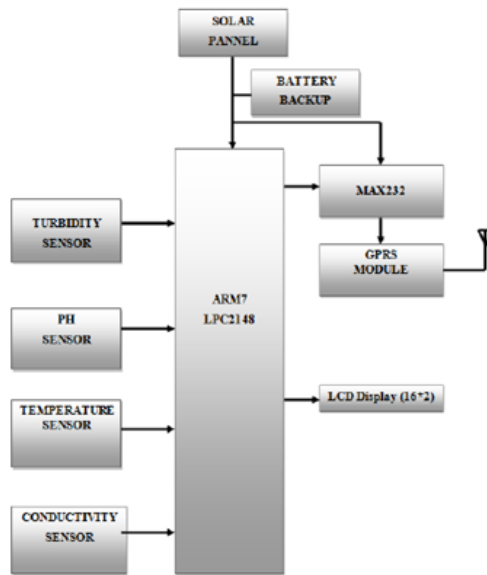 SOLAR
PANNEL
BATTERY
BACKUP
MAX232
TURBIDITY
SENSOR
GPRS
MODULE
ARM7
LPC2148
PH
SENSOR
LCD Display (16*2)
TEMPERATURE
SENSOR
CONDUCTIVITY
SENSOR